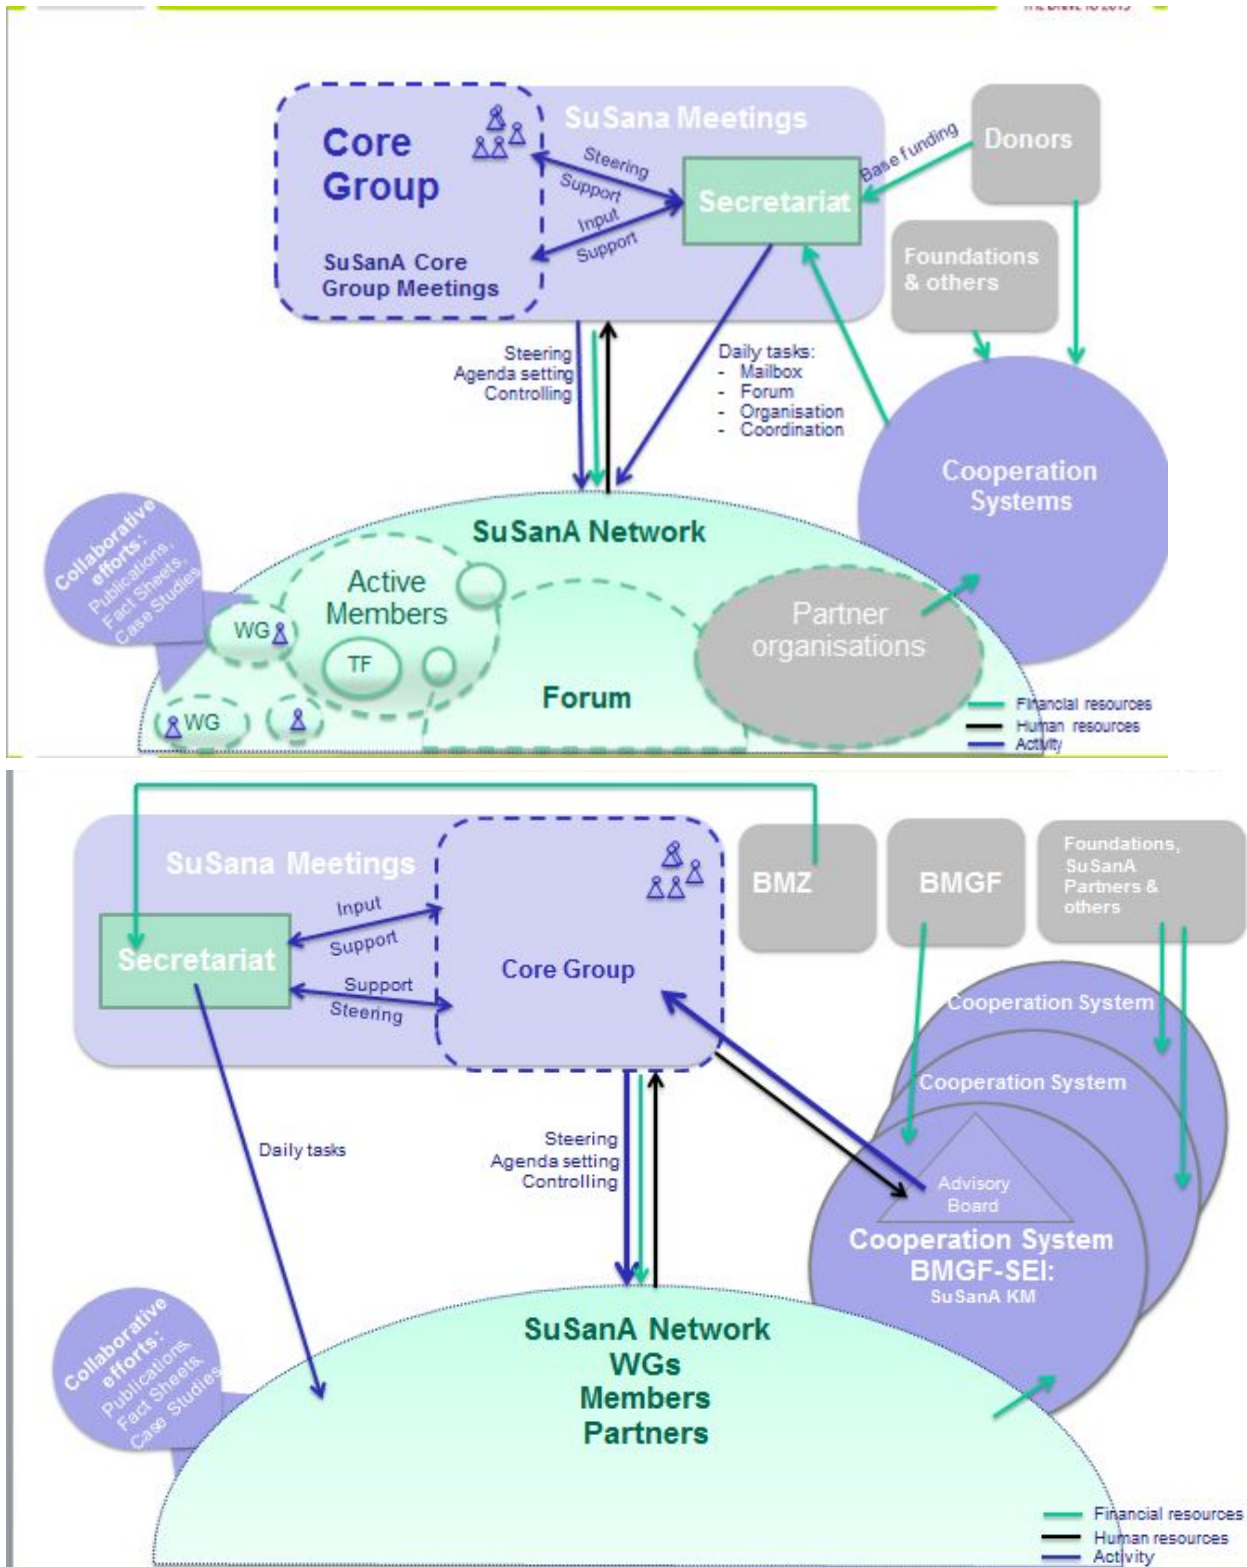 SuSana Meetings
Core
Group
Steering
Support
Input
Support
SuSanA Core
Group Meetings
Secretariat
Base funding
Donors
Foundations
& others
Steering
Agenda setting
Controlling
Daily tasks:
- Mailbox
- Forum
- Organisation
- Coordination
Cooperation
Systems
SuSanA Network
Collaborative
efforts:
Publications,
Fact Sheets,
Case Studies
Active
Members
WG
TF
WG
Forum
Partner
organisations
Financial resources
Human resources
Activity
SuSana Meetings
Secretariat
Input
Support
Support
Steering
Core Group
BMZ
BMGF
Foundations,
SuSanA
Partners &
others
Cooperation System
Cooperation System
Advisory
Board
Cooperation System
BMGF-SEI:
SuSanA KM
Daily tasks
Steering
Agenda setting
Controlling
Collaborative
efforts:
Publications,
Fact Sheets,
Case Studies
SuSanA Network
WGs
Members
Partners
Financial resources
Human resources
Activity